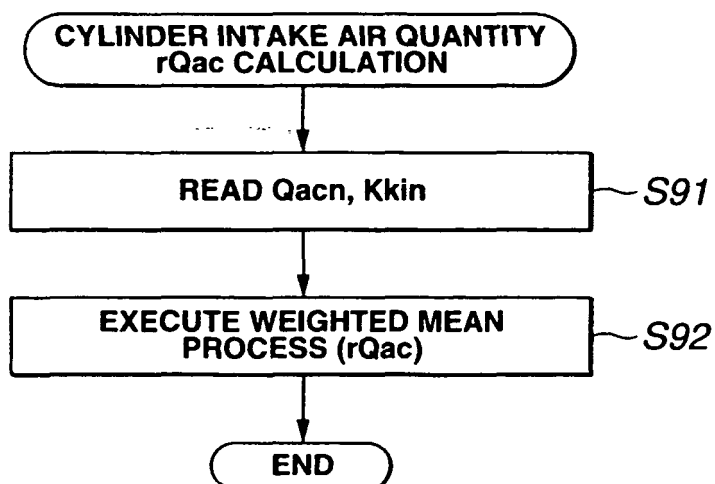 CYLINDER INTAKE AIR QUANTITY
rQac CALCULATION
READ Qacn, Kkin
S91
EXECUTE WEIGHTED MEAN
PROCESS (rQac)
S92
END